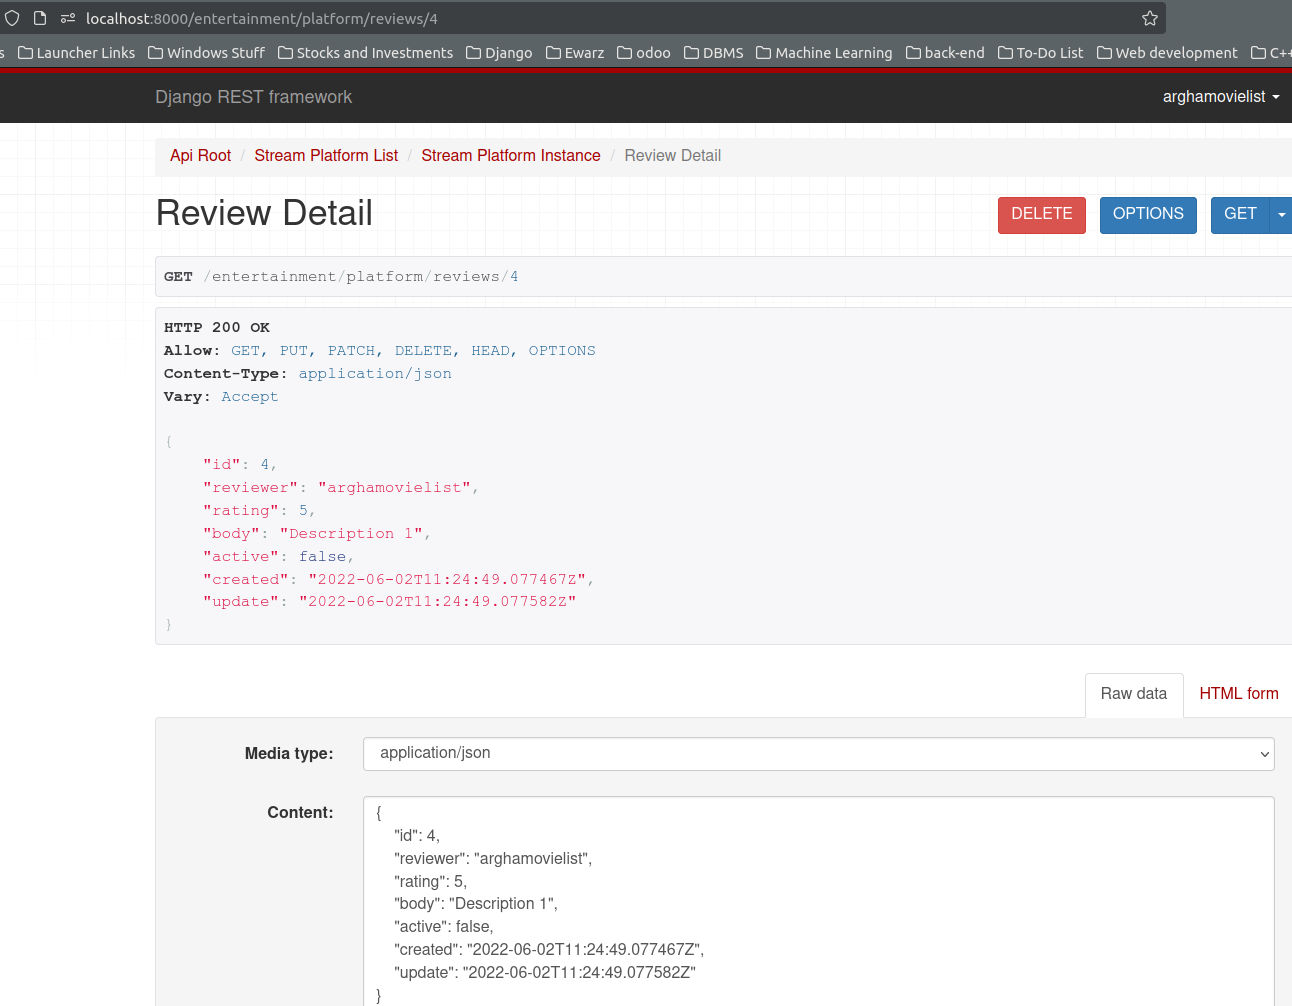 localhost:8000/entertainment/platform/reviews/4
s Launcher Links Windows Stuff Stocks and Investments Django Ewarz odoo DBMS Machine Learning back-end To-Do List Web development C++
Django REST framework arghamovielist
Api Root / Stream Platform List / Stream Platform Instance / Review Detail
Review Detail DELETE OPTIONS GET
GET /entertainment/platform/reviews/4
HTTP 200 OK
Allow: GET, PUT, PATCH, DELETE, HEAD, OPTIONS
Content-Type: application/json
Vary: Accept
{
"id": 4,
"reviewer": "arghamovielist",
"rating": 5,
"body": "Description 1",
"active": false,
"created": "2022-06-02T11:24:49.077467Z",
"update": "2022-06-02T11:24:49.077582Z"
}
Raw data HTML form
Media type: application/json
Content: {
"id": 4,
"reviewer": "arghamovielist",
"rating": 5,
"body": "Description 1",
"active": false,
"created": "2022-06-02T11:24:49.077467Z",
"update": "2022-06-02T11:24:49.077582Z"
}